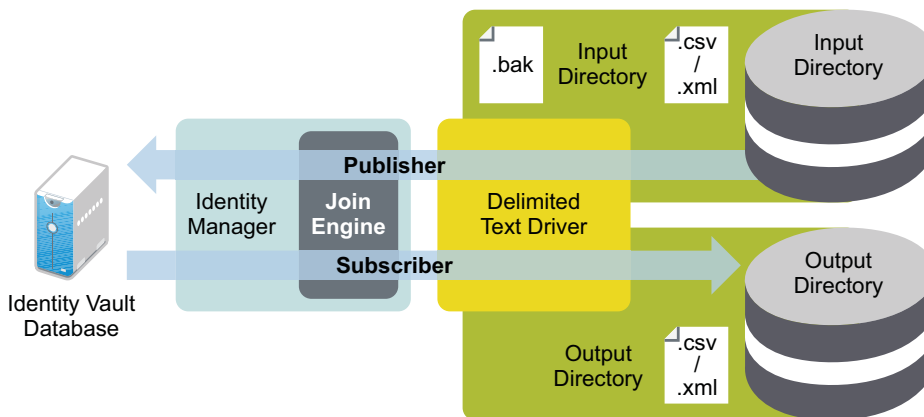 .bak
Input
Directory
.csv
/
.xml
Input
Directory
Publisher
Identity
Manager
Join
Engine
Delimited
Text Driver
Subscriber
Identity Vault
Database
Output
Directory
Output
Directory
.csv
/
.xml